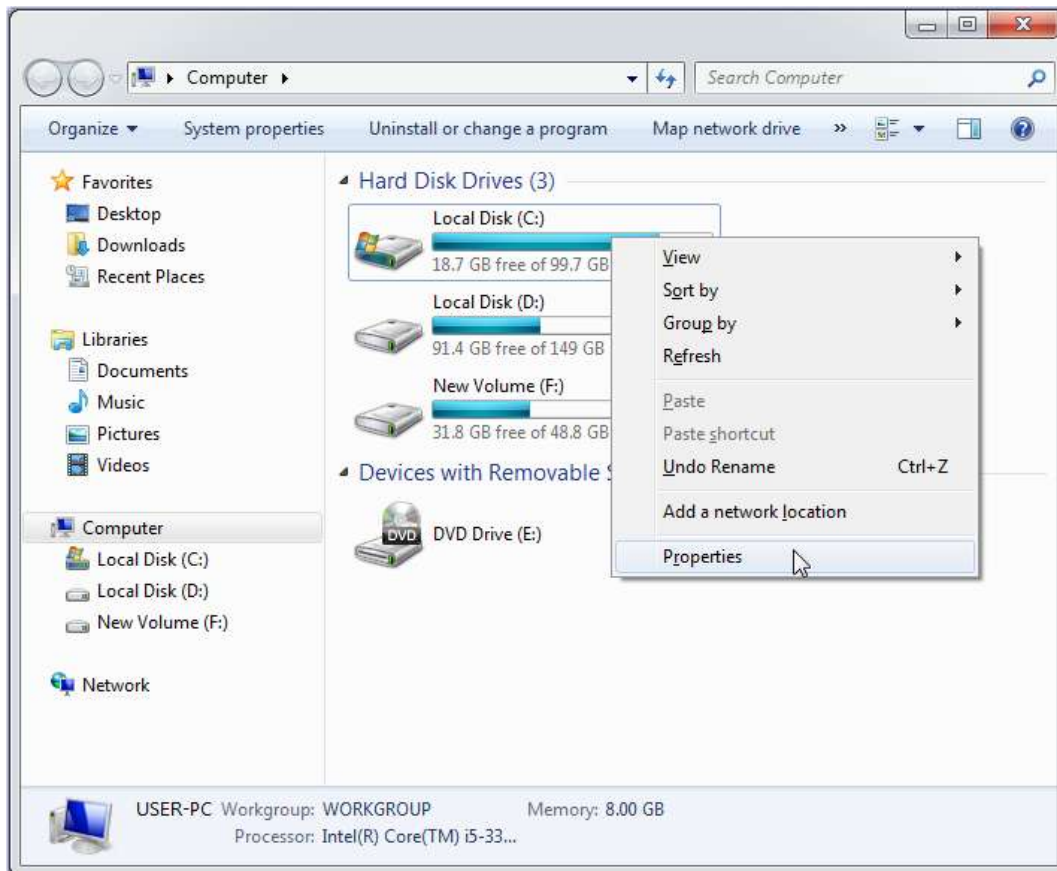 Computer
Search Computer
Organize System properties Uninstall or change a program Map network drive »
Favorites
Desktop
Downloads
Recent Places
Libraries
Documents
Music
Pictures
Videos
Computer
Local Disk (C:)
Local Disk (D:)
New Volume (F:)
Network
Hard Disk Drives (3)
Local Disk (C:)
18.7 GB free of 99.7 GB
Local Disk (D:)
91.4 GB free of 149 GB
New Volume (F:)
31.8 GB free of 48.8 GB
Devices with Removable
DVD
DVD Drive (E:)
View
Sort by
Group by
Refresh
Paste
Paste shortcut
Undo Rename Ctrl+Z
Add a network location
Properties
USER-PC Workgroup: WORKGROUP Memory: 8.00 GB
Processor: Intel(R) Core(TM) i5-33...